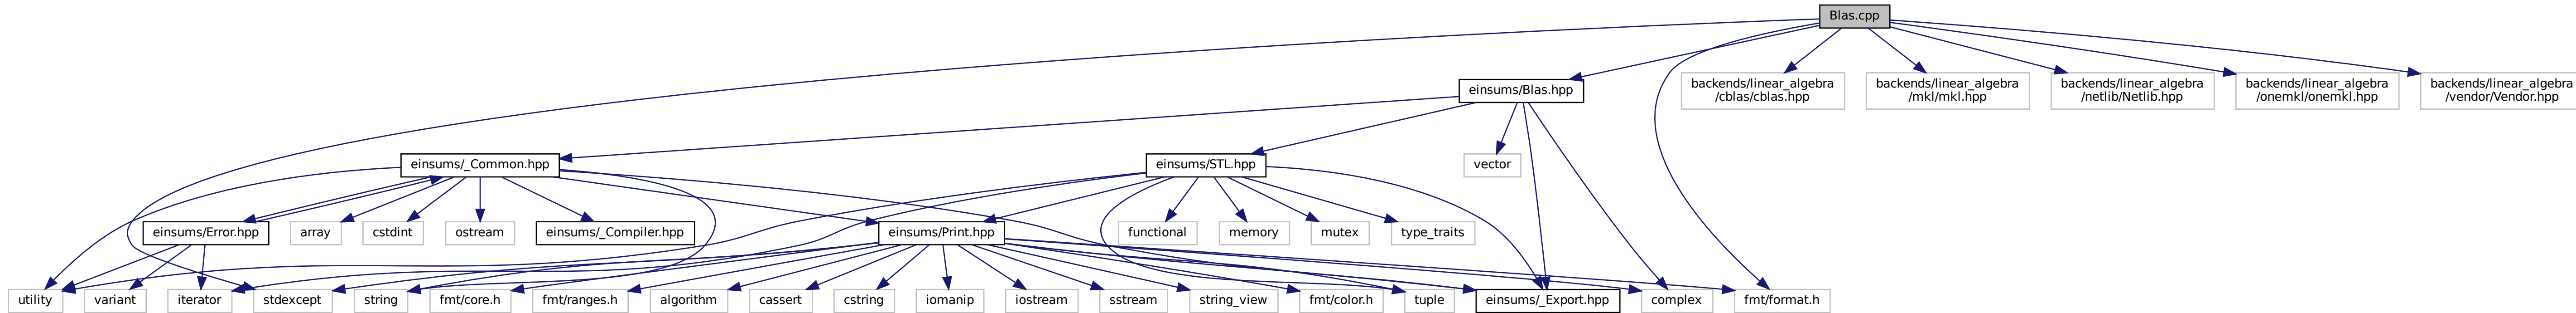 Blas.cpp
einsums/Blas.hpp
backends/linear_algebra
/cblas/cblas.hpp
backends/linear_algebra
/mkl/mkl.hpp
backends/linear_algebra
/netlib/Netlib.hpp
backends/linear_algebra
/onemkl/onemkl.hpp
backends/linear_algebra
/vendor/Vendor.hpp
einsums/_Common.hpp
einsums/STL.hpp
vector
einsums/Error.hpp
array
cstdint
ostream
einsums/_Compiler.hpp
einsums/Print.hpp
functional
memory
mutex
type_traits
utility
variant
iterator
stdexcept
string
fmt/core.h
fmt/ranges.h
algorithm
cassert
cstring
iomanip
iostream
sstream
string_view
fmt/color.h
tuple
einsums/_Export.hpp
complex
fmt/format.h